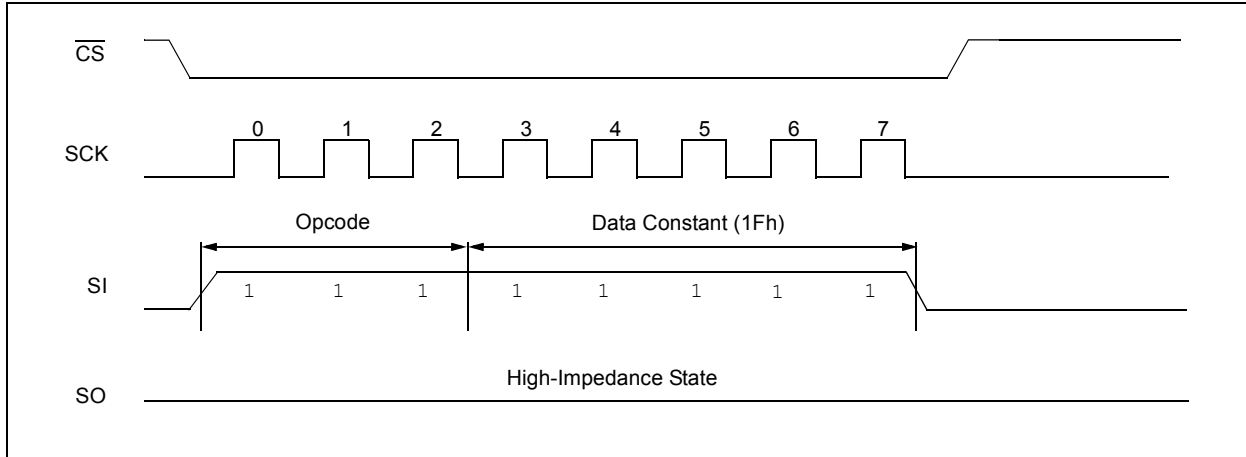 CS
SCK
0 1 2 3 4 5 6 7
Opcode
Data Constant (1Fh)
SI
1 1 1 1 1 1 1 1
SO
High-Impedance State